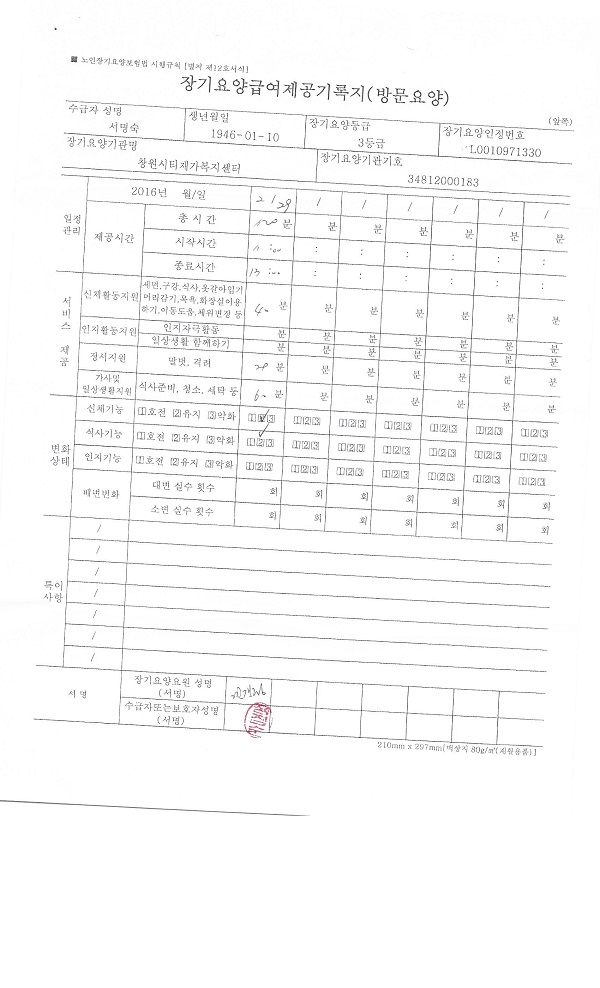 ■ 노인장기요양보험법 시행규칙 [별지 제12호서식]
장기요양급여제공기록지(방문요양)
(앞쪽)
수급자 성명 생년월일 장기요양등급 장기요양인정번호
서명숙 1946-01-10 3등급 L0010971330
장기요양기관명 장기요양기관기호
창원시티재가복지센터 34812000183
2016년 월/일 2/29 / / / / / /
일정관리 제공시간 총 시간 120 분 분 분 분 분 분 분
시작시간 11:00 : : : : : :
종료시간 13:00 : : : : : :
서비스 제공
신체활동지원 세면,구강,식사,옷갈아입기 머리감기,목욕,화장실이용하기,이동도움,체위변경 등 40 분 분 분 분 분 분 분
인지활동지원 인지자극활동 분 분 분 분 분 분 분
일상생활 함께하기 분 분 분 분 분 분 분
정서지원 말벗, 격려 20 분 분 분 분 분 분 분
가사및 일상생활지원 식사준비, 청소, 세탁 등 60 분 분 분 분 분 분 분
변화상태
신체기능 1호전 2유지 3악화 1✓3 123 123 123 123 123 123
식사기능 1호전 2유지 3악화 123 123 123 123 123 123 123
인지기능 1호전 2유지 3악화 123 123 123 123 123 123 123
배변변화 대변 실수 횟수 회 회 회 회 회 회 회
소변 실수 횟수 회 회 회 회 회 회 회
특이사항
/
/
/
/
/
/
/
서 명
장기요양요원 성명
(서명)
수급자또는보호자성명
(서명)
210mm x 297mm[백상지 80g/㎡(재활용품)]